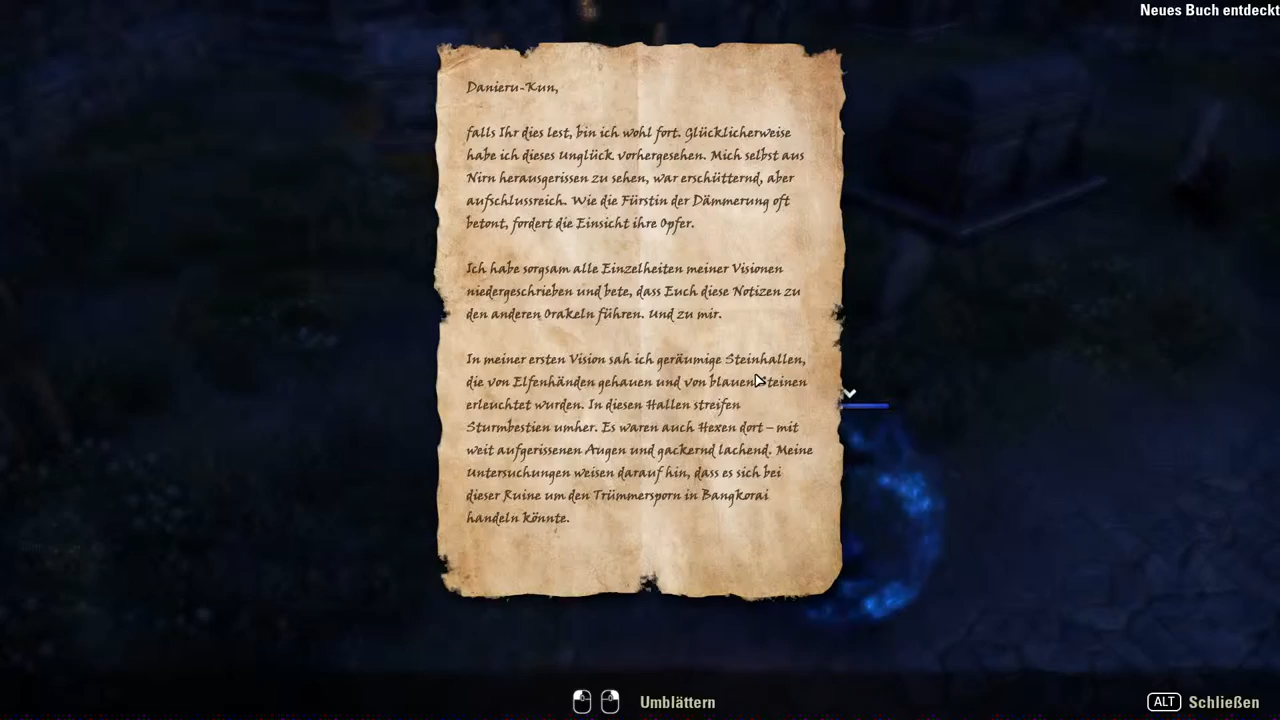 Neues Buch entdeckt
Danieru-Kun,
falls Ihr dies lest, bin ich wohl fort. Glücklicherweise
habe ich dieses Unglück vorhergesehen. Mich selbst aus
Nirn herausgerissen zu sehen, war erschütternd, aber
aufschlussreich. Wie die Fürstin der Dämmerung oft
betont, fordert die Einsicht ihre Opfer.
Ich habe sorgsam alle Einzelheiten meiner Visionen
niedergeschrieben und bete, dass Euch diese Notizen zu
den anderen Orakeln führen. Und zu mir.
In meiner ersten Vision sah ich geräumige Steinhallen,
die von Elfenhänden gehauen und von blauen Steinen
erleuchtet wurden. In diesen Hallen streifen
Sturmbestien umher. Es waren auch Hexen dort – mit
weit aufgerissenen Augen und gackernd lachend. Meine
Untersuchungen weisen darauf hin, dass es sich bei
dieser Ruine um den Trümmersporn in Bangkorai
handeln könnte.
Umblättern
ALT Schließen